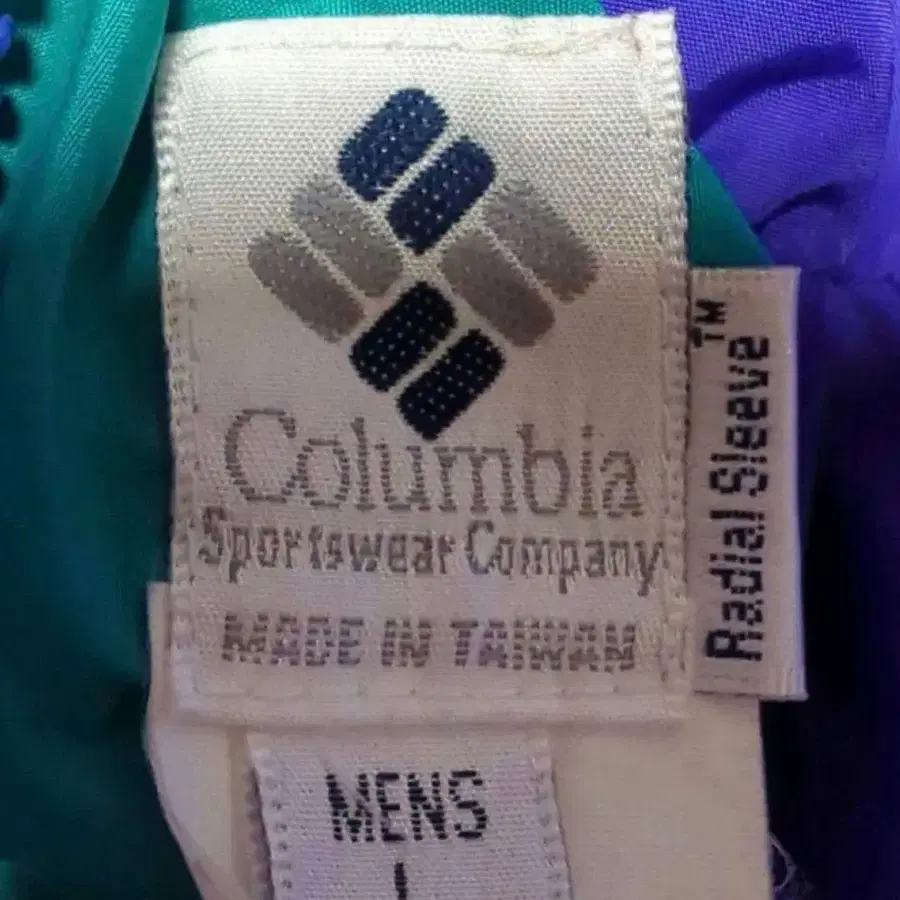 Columbia
Sportswear Company
MADE IN TAIWAN
Radial Sleeve™
MENS